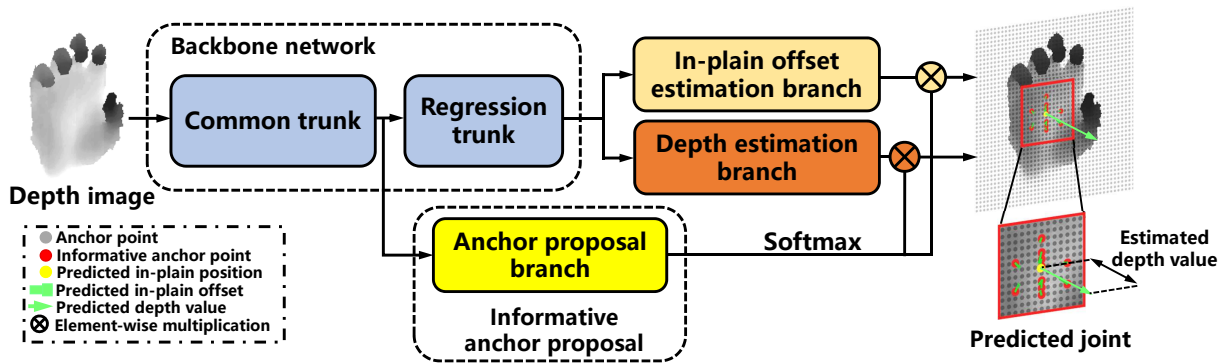 Backbone network
Common trunk
Regression
trunk
In-plain offset
estimation branch
Depth estimation
branch
Depth image
Anchor point
Informative anchor point
Predicted in-plain position
Predicted in-plain offset
Predicted depth value
Element-wise multiplication
Anchor proposal
branch
Softmax
Informative
anchor proposal
Estimated
depth value
Predicted joint